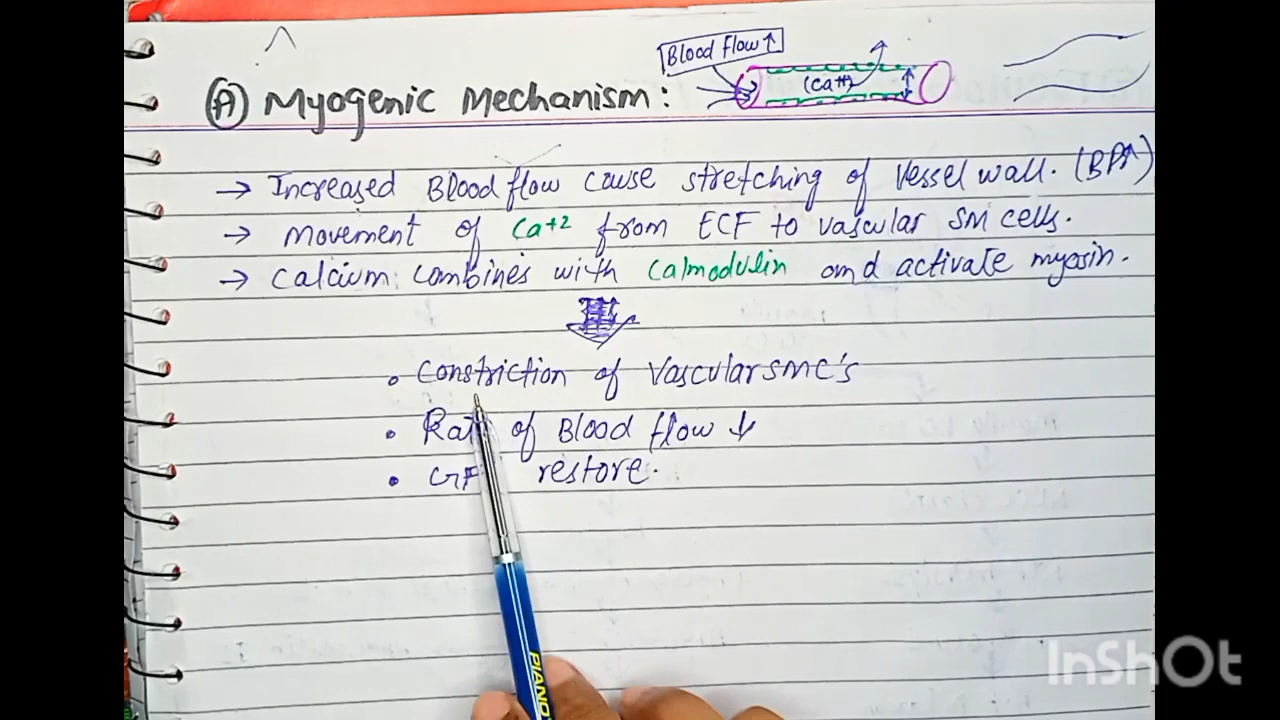 Blood flow ↑
(Ca++)
(A) Myogenic Mechanism:
→ Increased Blood flow cause stretching of vessel wall. (BP↑)
→ Movement of Ca+2 from ECF to vascular SM cells.
→ Calcium combines with Calmodulin and activate myosin.
• Constriction of vascular SMC's
• of Blood flow ↓
• restore.
PIANO
InShOt